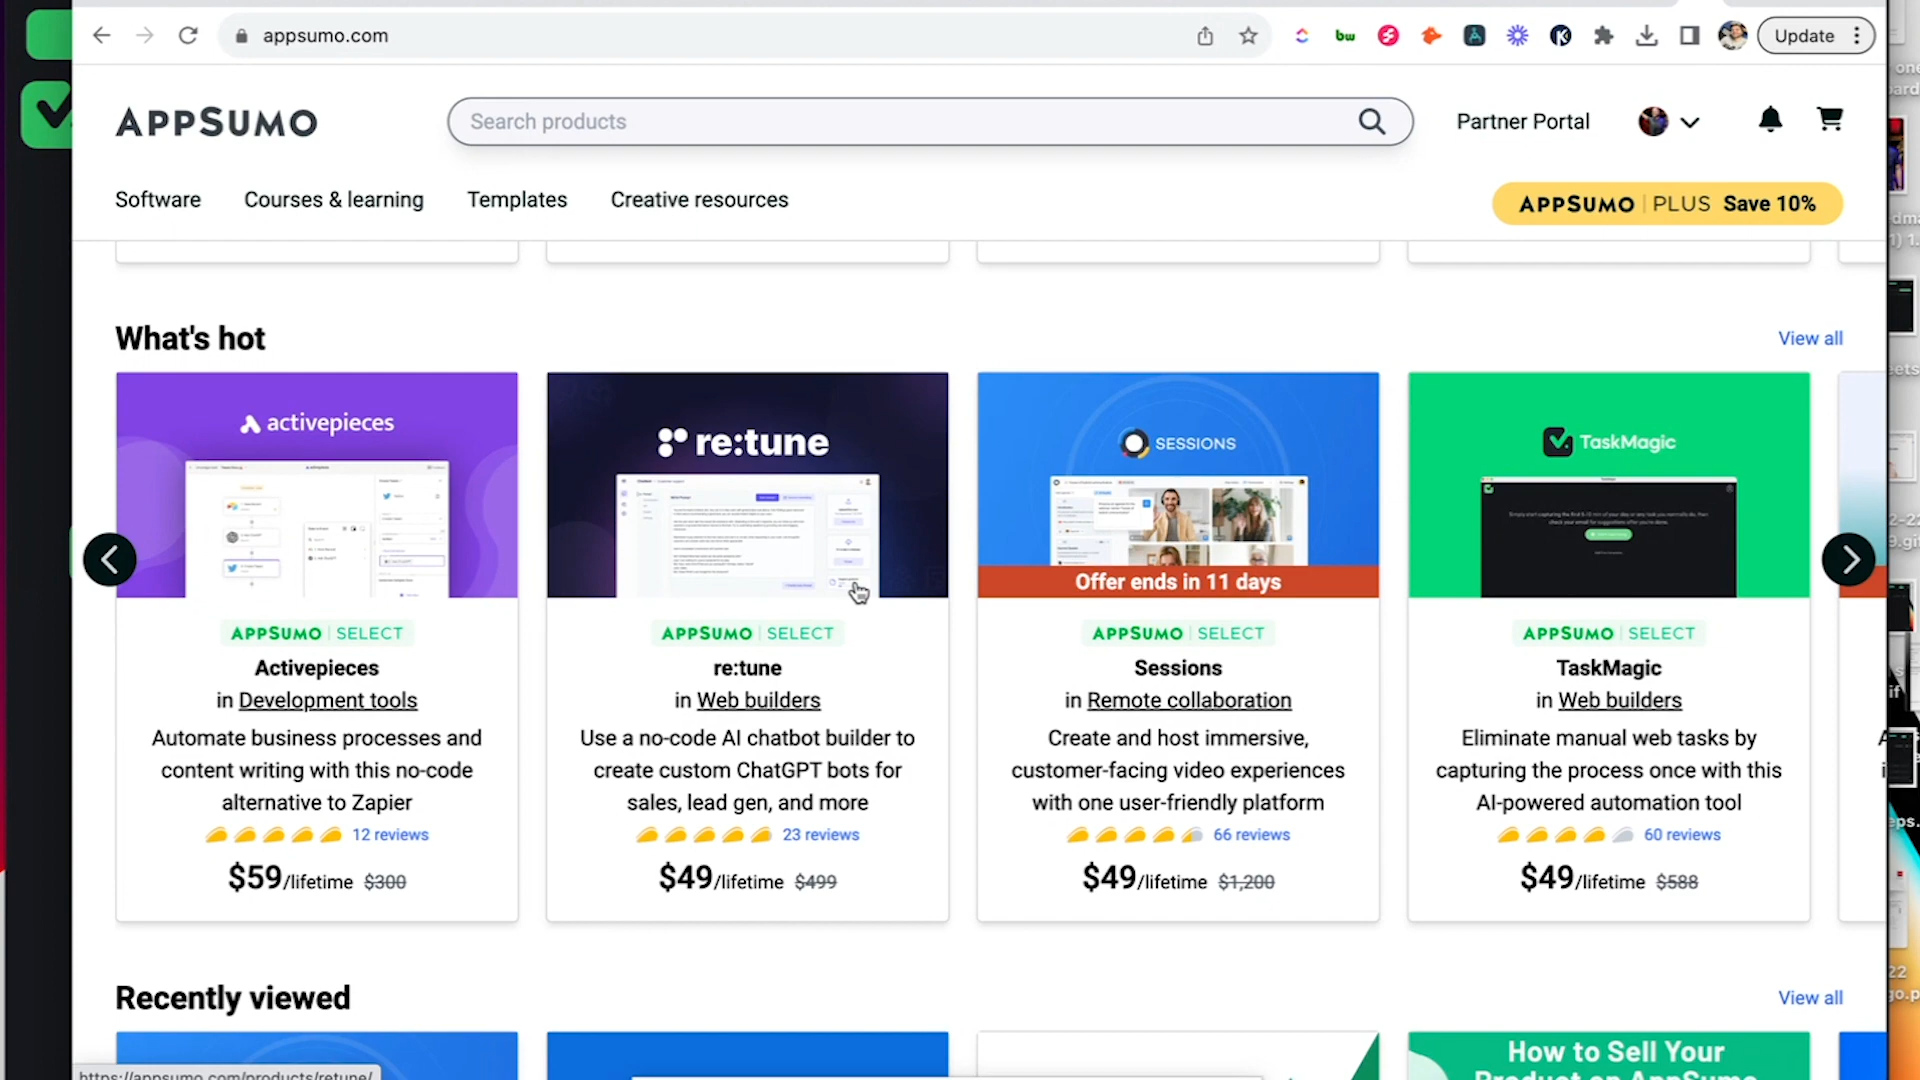 appsumo.com
bw
Update
APPSUMO
Search products
Partner Portal
Software
Courses & learning
Templates
Creative resources
APPSUMO | PLUS Save 10%
What's hot
View all
activepieces
re:tune
SESSIONS
TaskMagic
Offer ends in 11 days
APPSUMO | SELECT
Activepieces
in Development tools
Automate business processes and
content writing with this no-code
alternative to Zapier
12 reviews
$59/lifetime $300
APPSUMO | SELECT
re:tune
in Web builders
Use a no-code AI chatbot builder to
create custom ChatGPT bots for
sales, lead gen, and more
23 reviews
$49/lifetime $499
APPSUMO | SELECT
Sessions
in Remote collaboration
Create and host immersive,
customer-facing video experiences
with one user-friendly platform
66 reviews
$49/lifetime $1,200
APPSUMO | SELECT
TaskMagic
in Web builders
Eliminate manual web tasks by
capturing the process once with this
AI-powered automation tool
60 reviews
$49/lifetime $588
Recently viewed
View all
How to Sell Your
Product on AppSumo
https://appsumo.com/products/retune/